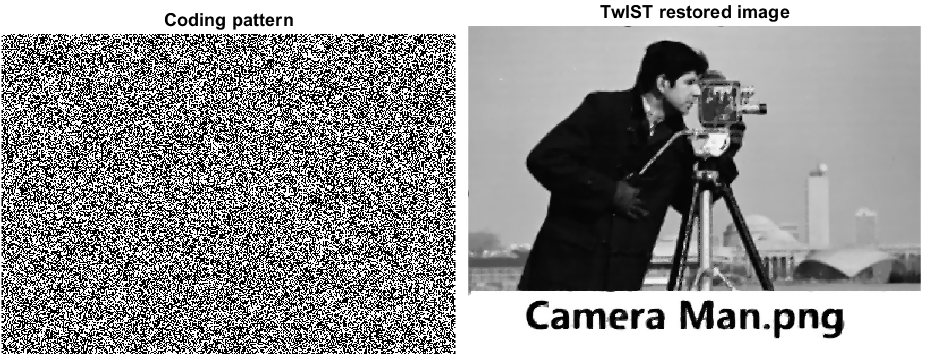 Coding pattern
TwIST restored image
Camera Man.png